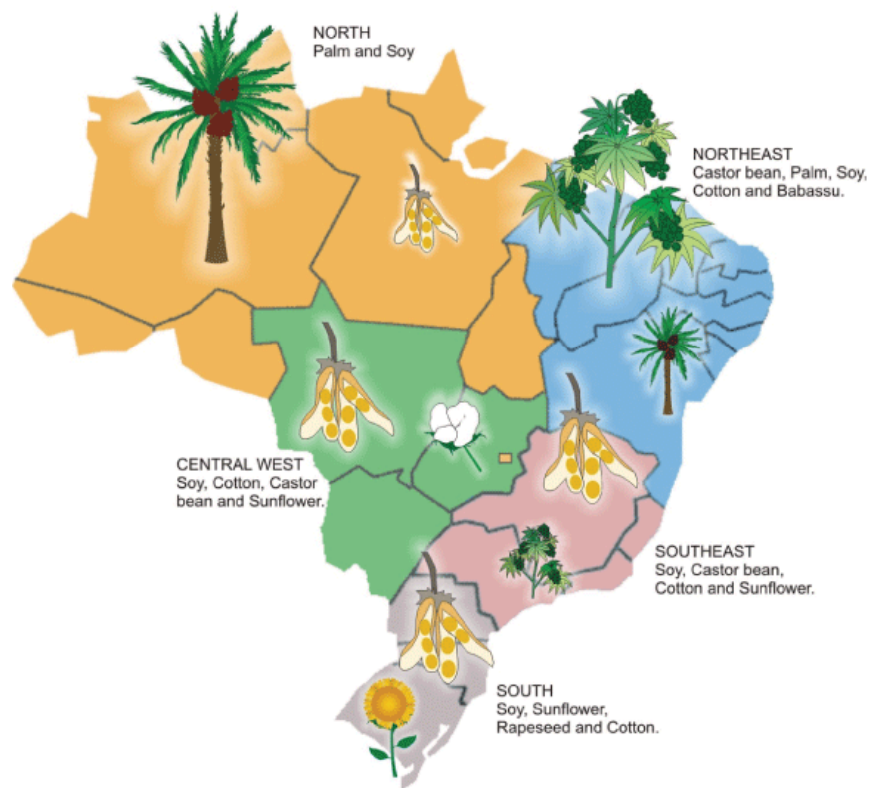 NORTH
Palm and Soy
NORTHEAST
Castor bean, Palm, Soy,
Cotton and Babassu.
CENTRAL WEST
Soy, Cotton, Castor
bean and Sunflower.
SOUTHEAST
Soy, Castor bean,
Cotton and Sunflower.
SOUTH
Soy, Sunflower,
Rapeseed and Cotton.